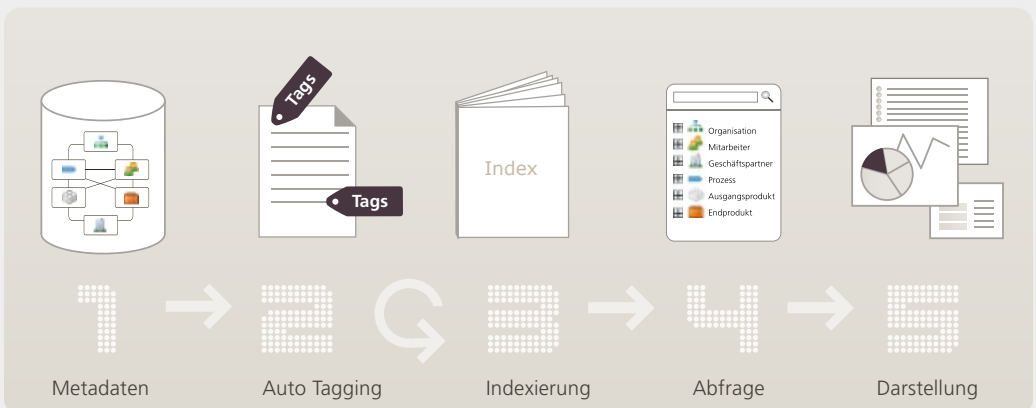 Tags
Tags
Index
Organisation
Mitarbeiter
Geschäftspartner
Prozess
Ausgangsprodukt
Endprodukt
1 2 3 4 5
Metadaten Auto Tagging Indexierung Abfrage Darstellung